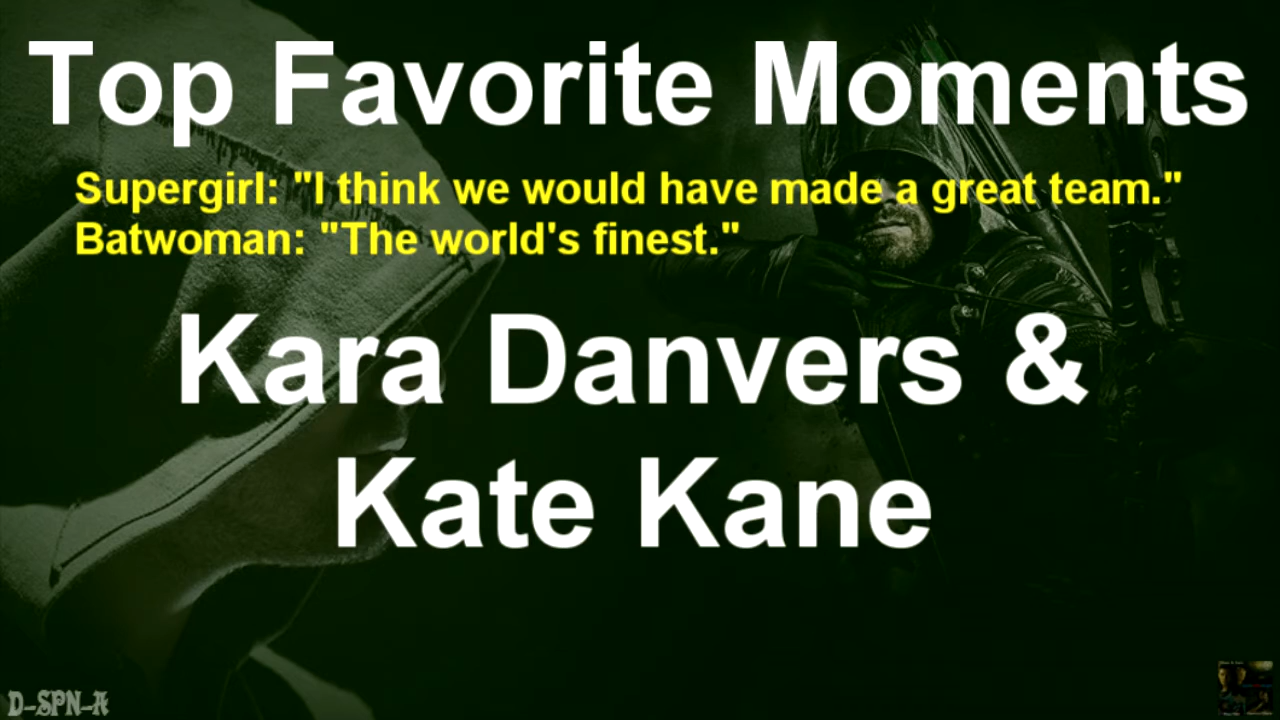 Top Favorite Moments
Supergirl: "I think we would have made a great team."
Batwoman: "The world's finest."
Kara Danvers &
Kate Kane
D-SPN-A